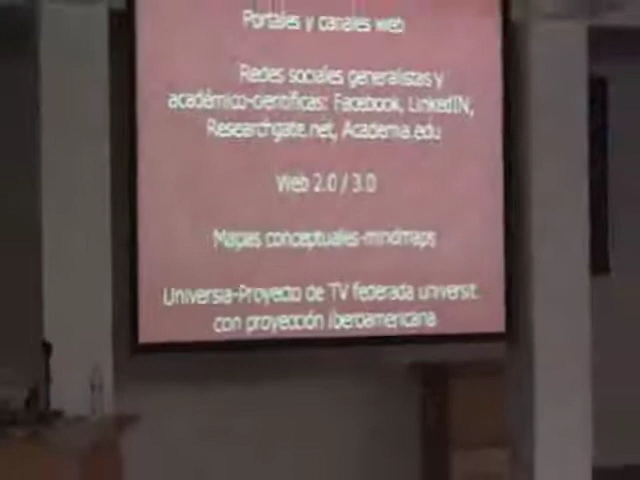 Portales y canales web
Redes sociales generalistas y
académico-científicas: Facebook, LinkedIN,
Researchgate.net, Academia.edu
Web 2.0 / 3.0
Mapas conceptuales-mindmaps
Universia-Proyecto de TV federada universit.
con proyección iberoamericana